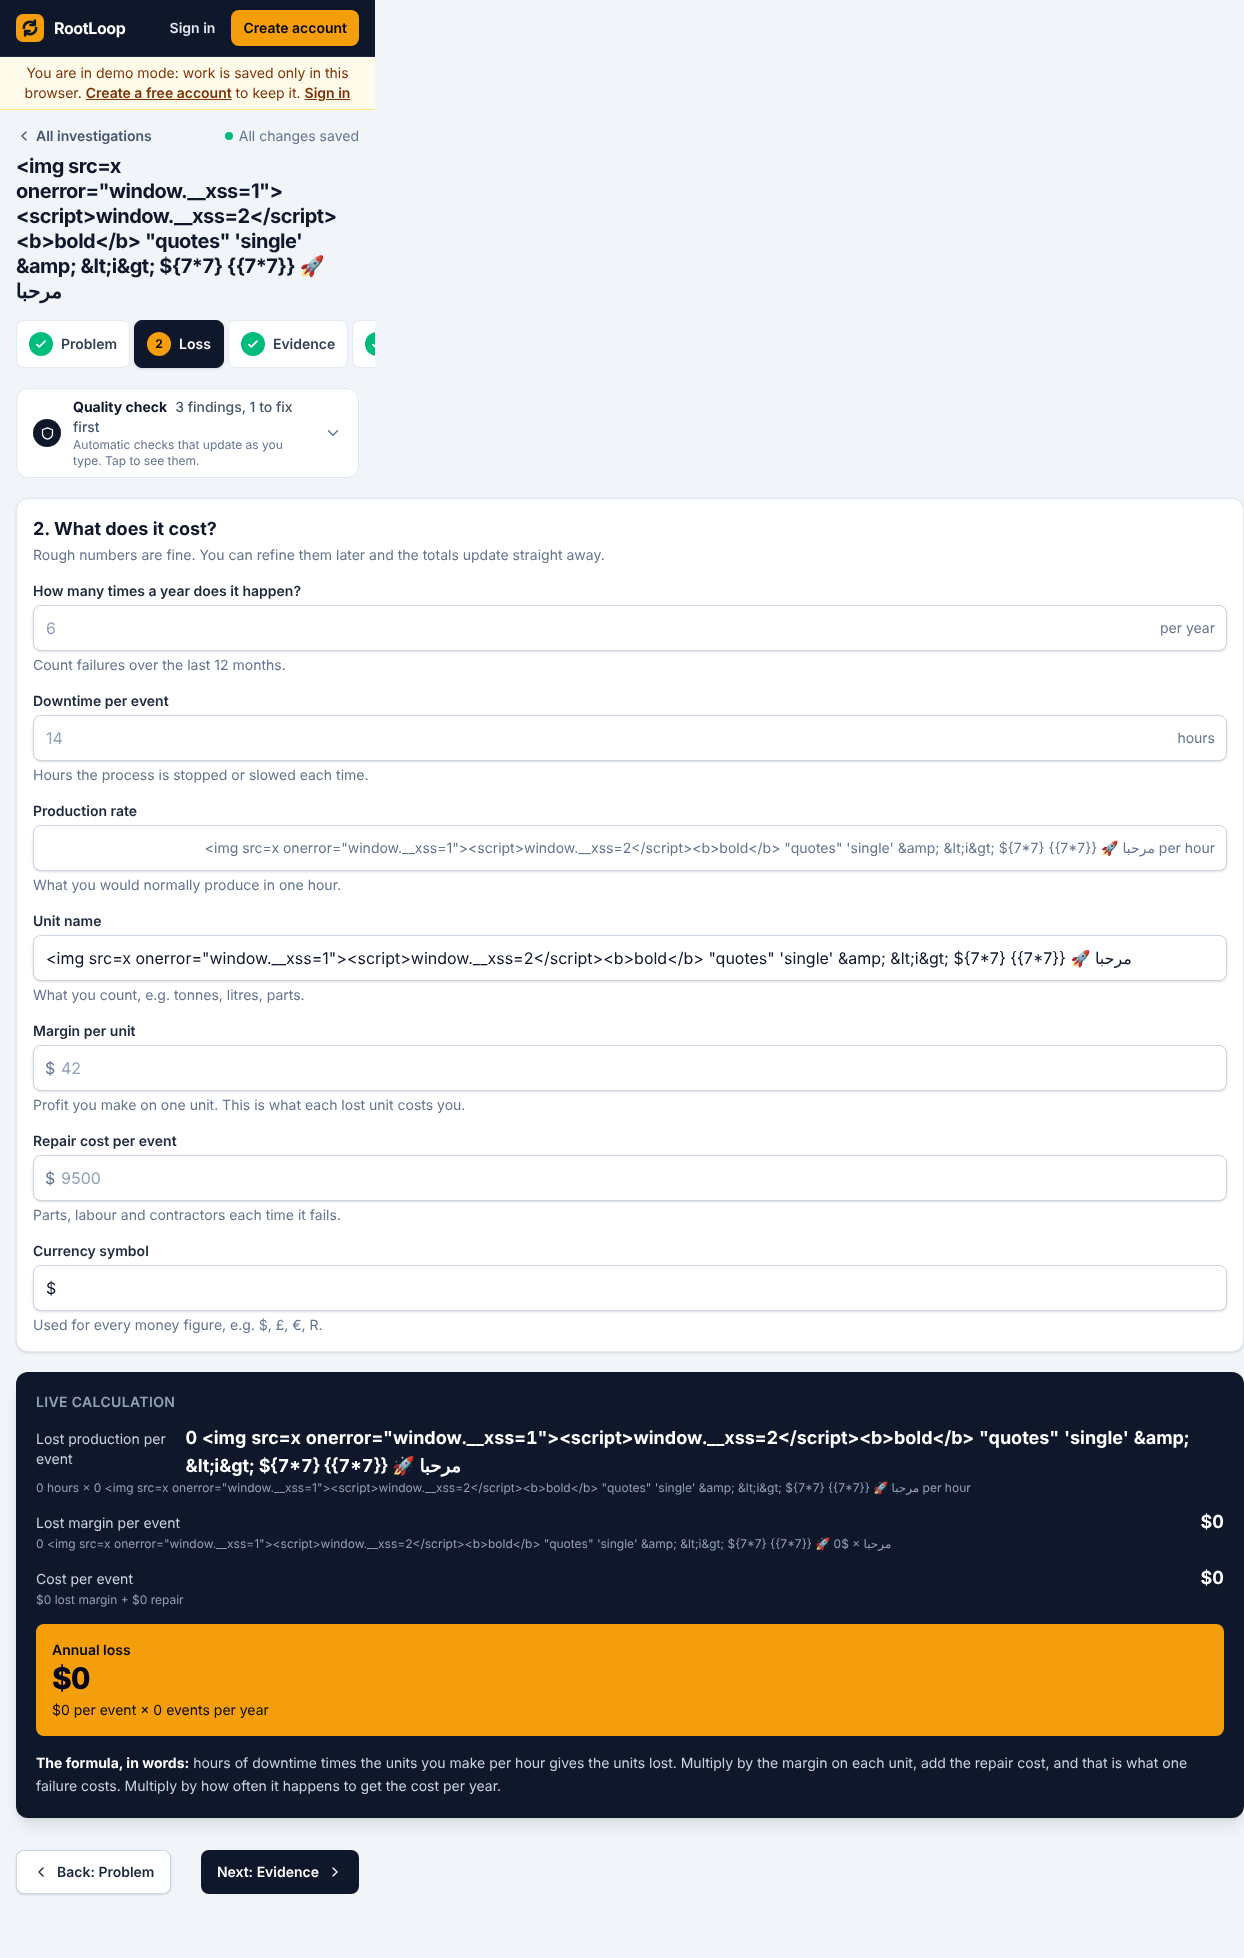 RootLoop
Sign in
Create account
You are in demo mode: work is saved only in this
browser. Create a free account to keep it. Sign in
All investigations
All changes saved
<img src=x
onerror="window.__xss=1">
<script>window.__xss=2</script>
<b>bold</b> "quotes" 'single'
&amp; &lt;i&gt; ${7*7} {{7*7}} 🚀
مرحبا
Problem
2 Loss
Evidence
Quality check 3 findings, 1 to fix
first
Automatic checks that update as you
type. Tap to see them.
2. What does it cost?
Rough numbers are fine. You can refine them later and the totals update straight away.
How many times a year does it happen?
6 per year
Count failures over the last 12 months.
Downtime per event
14 hours
Hours the process is stopped or slowed each time.
Production rate
<img src=x onerror="window.__xss=1"><script>window.__xss=2</script><b>bold</b> "quotes" 'single' &amp; &lt;i&gt; ${7*7} {{7*7}} 🚀 مرحبا per hour
What you would normally produce in one hour.
Unit name
<img src=x onerror="window.__xss=1"><script>window.__xss=2</script><b>bold</b> "quotes" 'single' &amp; &lt;i&gt; ${7*7} {{7*7}} 🚀 مرحبا
What you count, e.g. tonnes, litres, parts.
Margin per unit
$ 42
Profit you make on one unit. This is what each lost unit costs you.
Repair cost per event
$ 9500
Parts, labour and contractors each time it fails.
Currency symbol
$
Used for every money figure, e.g. $, £, €, R.
LIVE CALCULATION
Lost production per
event
0 <img src=x onerror="window.__xss=1"><script>window.__xss=2</script><b>bold</b> "quotes" 'single' &amp;
&lt;i&gt; ${7*7} {{7*7}} 🚀 مرحبا
0 hours × 0 <img src=x onerror="window.__xss=1"><script>window.__xss=2</script><b>bold</b> "quotes" 'single' &amp; &lt;i&gt; ${7*7} {{7*7}} 🚀 مرحبا per hour
Lost margin per event
$0
0 <img src=x onerror="window.__xss=1"><script>window.__xss=2</script><b>bold</b> "quotes" 'single' &amp; &lt;i&gt; ${7*7} {{7*7}} 🚀 مرحبا × $0
Cost per event
$0
$0 lost margin + $0 repair
Annual loss
$0
$0 per event × 0 events per year
The formula, in words: hours of downtime times the units you make per hour gives the units lost. Multiply by the margin on each unit, add the repair cost, and that is what one
failure costs. Multiply by how often it happens to get the cost per year.
Back: Problem
Next: Evidence